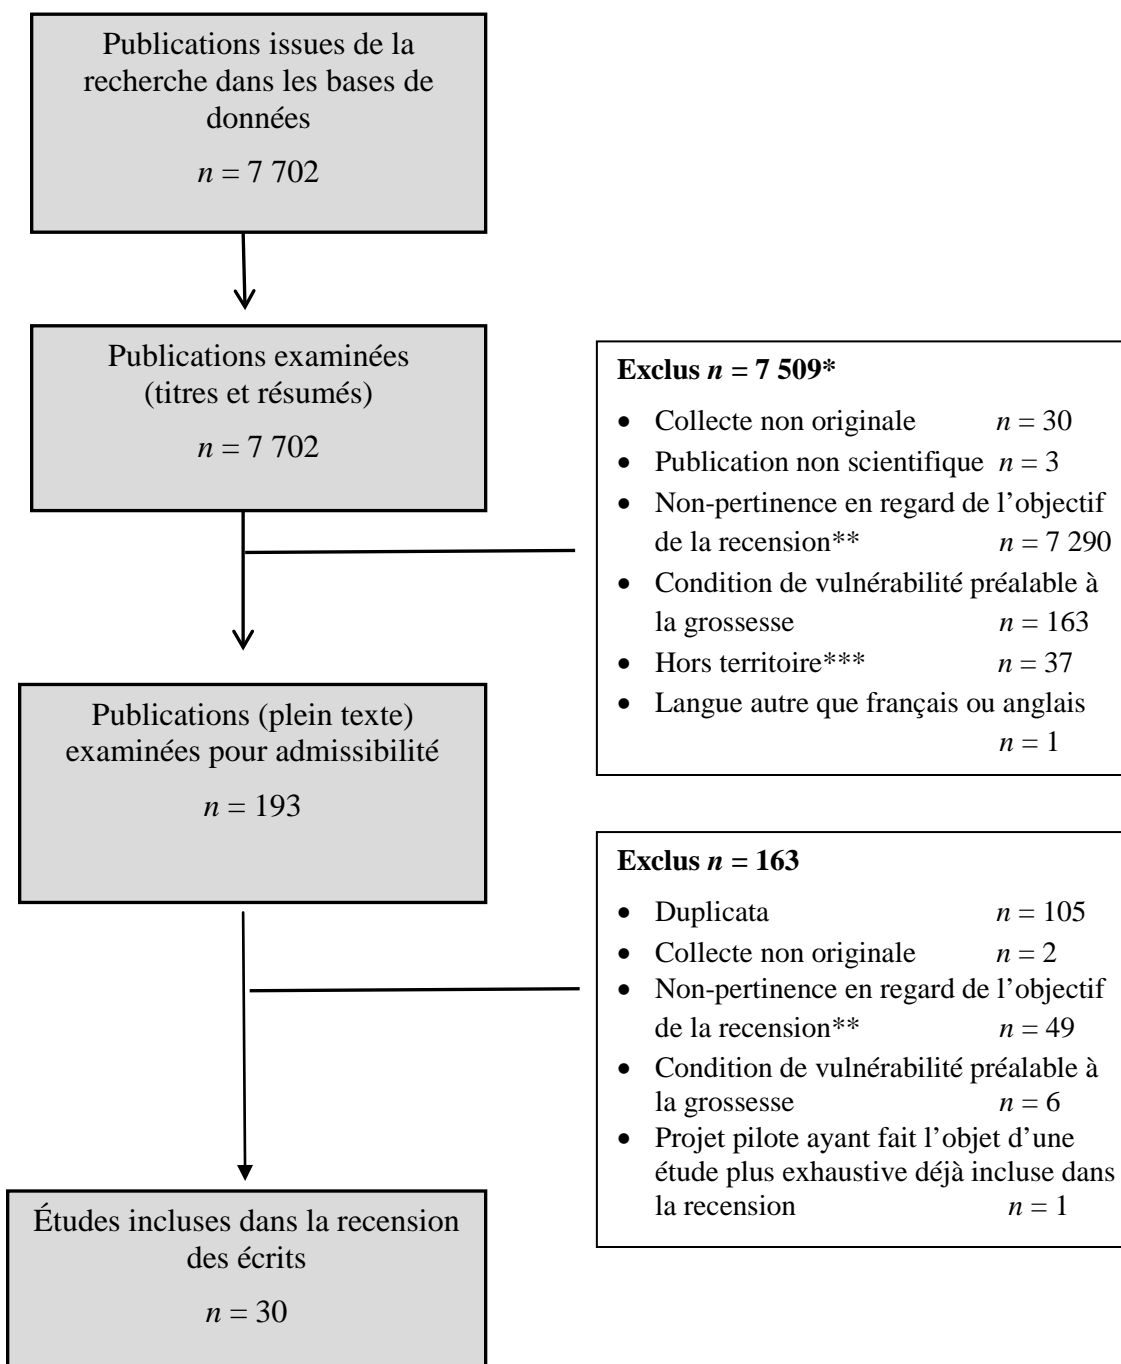 Publications issues de la
recherche dans les bases de
données
n = 7 702
Publications examinées
(titres et résumés)
n = 7 702
Exclus n = 7 509*
• Collecte non originale n = 30
• Publication non scientifique n = 3
• Non-pertinence en regard de l’objectif
de la recension** n = 7 290
• Condition de vulnérabilité préalable à
la grossesse n = 163
• Hors territoire*** n = 37
• Langue autre que français ou anglais
n = 1
Publications (plein texte)
examinées pour admissibilité
n = 193
Exclus n = 163
• Duplicata n = 105
• Collecte non originale n = 2
• Non-pertinence en regard de l’objectif
de la recension** n = 49
• Condition de vulnérabilité préalable à
la grossesse n = 6
• Projet pilote ayant fait l’objet d’une
étude plus exhaustive déjà incluse dans
la recension n = 1
Études incluses dans la recension
des écrits
n = 30